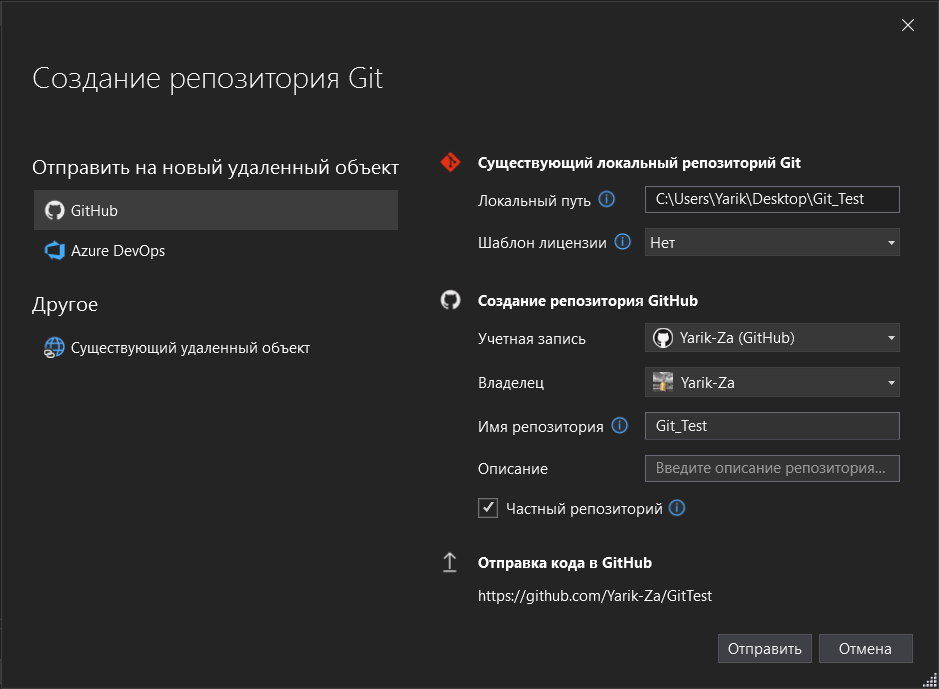 Создание репозитория Git
Отправить на новый удаленный объект
GitHub
Azure DevOps
Другое
Существующий удаленный объект
Существующий локальный репозиторий Git
Локальный путь C:\Users\Yarik\Desktop\Git_Test
Шаблон лицензии Нет
Создание репозитория GitHub
Учетная запись Yarik-Za (GitHub)
Владелец Yarik-Za
Имя репозитория Git_Test
Описание Введите описание репозитория...
Частный репозиторий
Отправка кода в GitHub
https://github.com/Yarik-Za/GitTest
Отправить Отмена